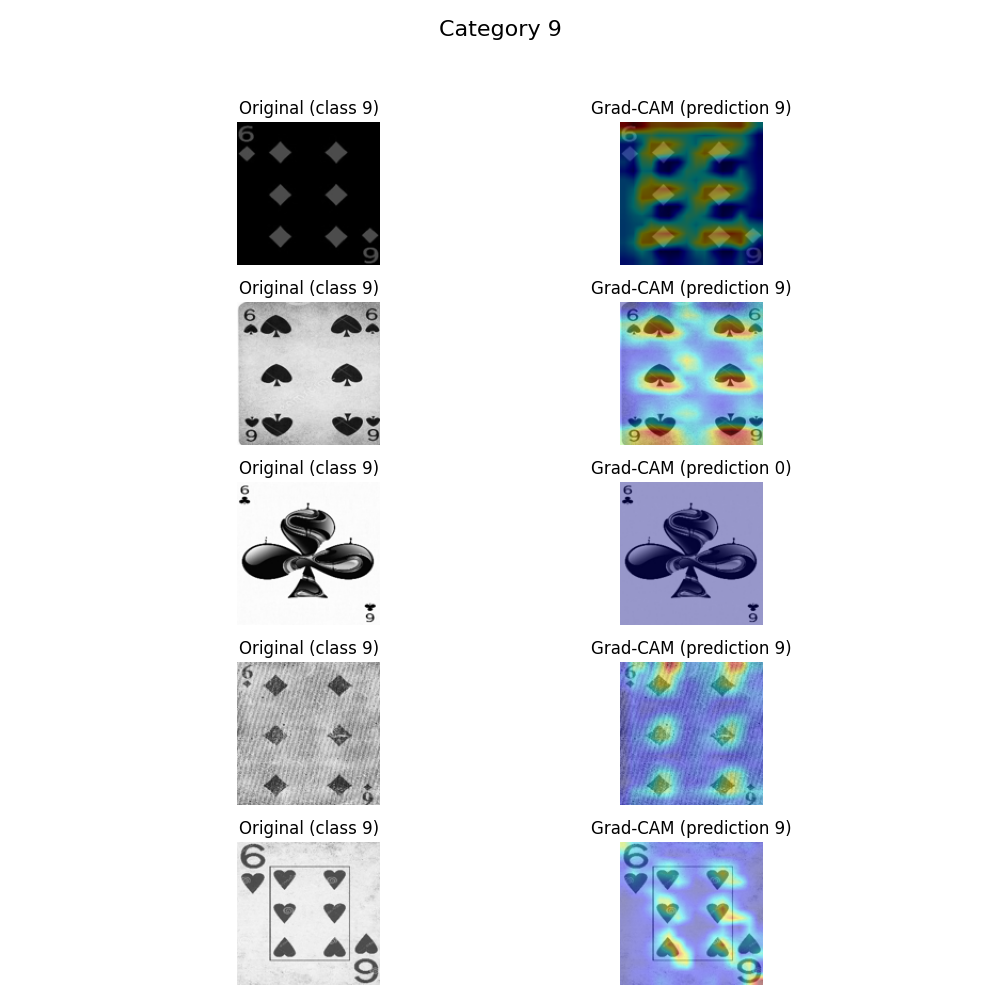 Category 9
Original (class 9) Grad-CAM (prediction 9)
6 6
9 9
Original (class 9) Grad-CAM (prediction 9)
6 6 6 6
9 9 9 9
Original (class 9) Grad-CAM (prediction 0)
6 6
9 9
Original (class 9) Grad-CAM (prediction 9)
6 6
9 9
Original (class 9) Grad-CAM (prediction 9)
6 6
9 9